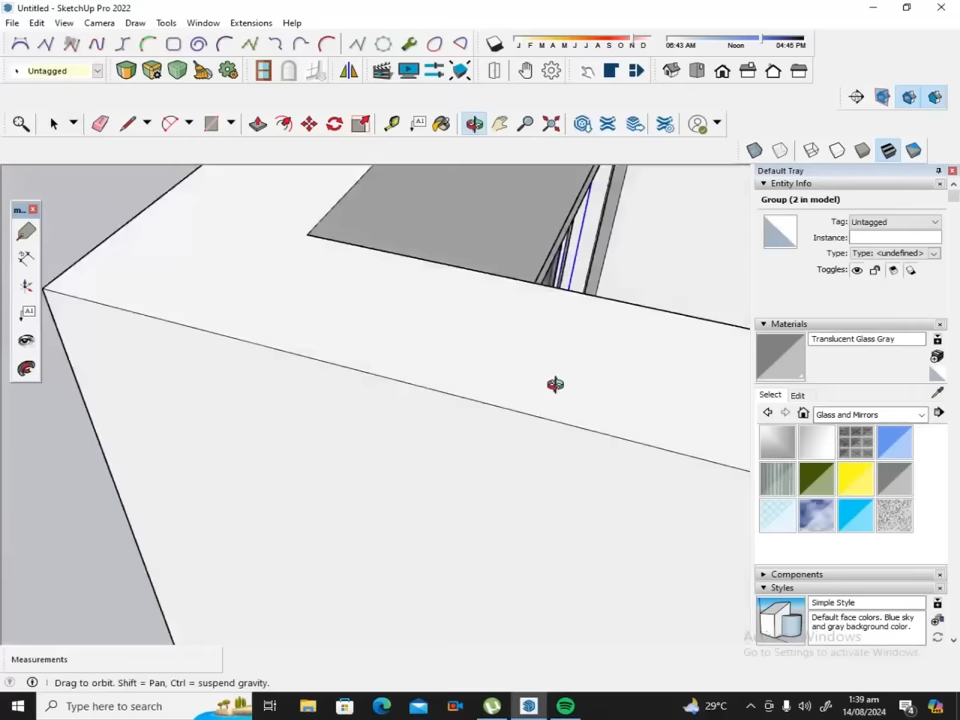 Untitled - SketchUp Pro 2022
File Edit View Camera Draw Tools Window Extensions Help
J F M A M J J A S O N D 06:43 AM Noon 04:45 PM
Untagged
Default Tray
Entity Info
Group (2 in model)
Tag: Untagged
Instance:
Type: Type: <undefined>
Toggles:
m...
A1
Materials
Translucent Glass Gray
Select Edit
Glass and Mirrors
Components
Styles
Simple Style
Default face colors. Blue sky
and gray background color.
Activate Windows
Go to Settings to activate Windows.
Measurements
Drag to orbit. Shift = Pan, Ctrl = suspend gravity.
Type here to search
29°C
1:39 am
14/08/2024
4